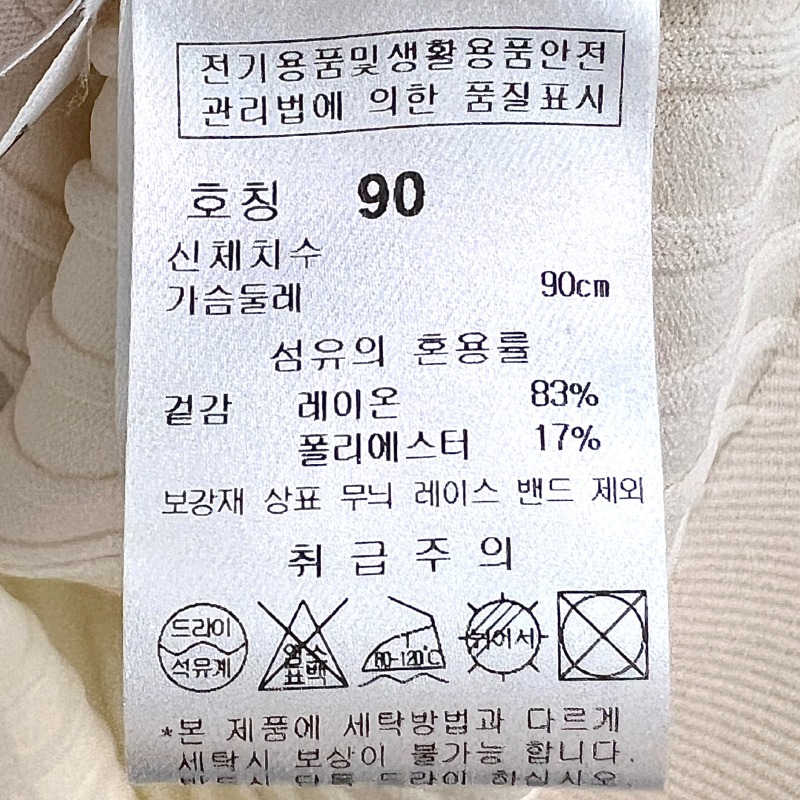 전기용품및생활용품안전
관리법에 의한 품질표시
호칭 90
신체치수
가슴둘레 90cm
섬유의 혼용률
겉감 레이온 83%
폴리에스터 17%
보강재 상표 무늬 레이스 밴드 제외
취급주의
드라이
석유계
염소
표백
80-120℃
뉘어서
*본 제품에 세탁방법과 다르게
세탁시 보상이 불가능 합니다.